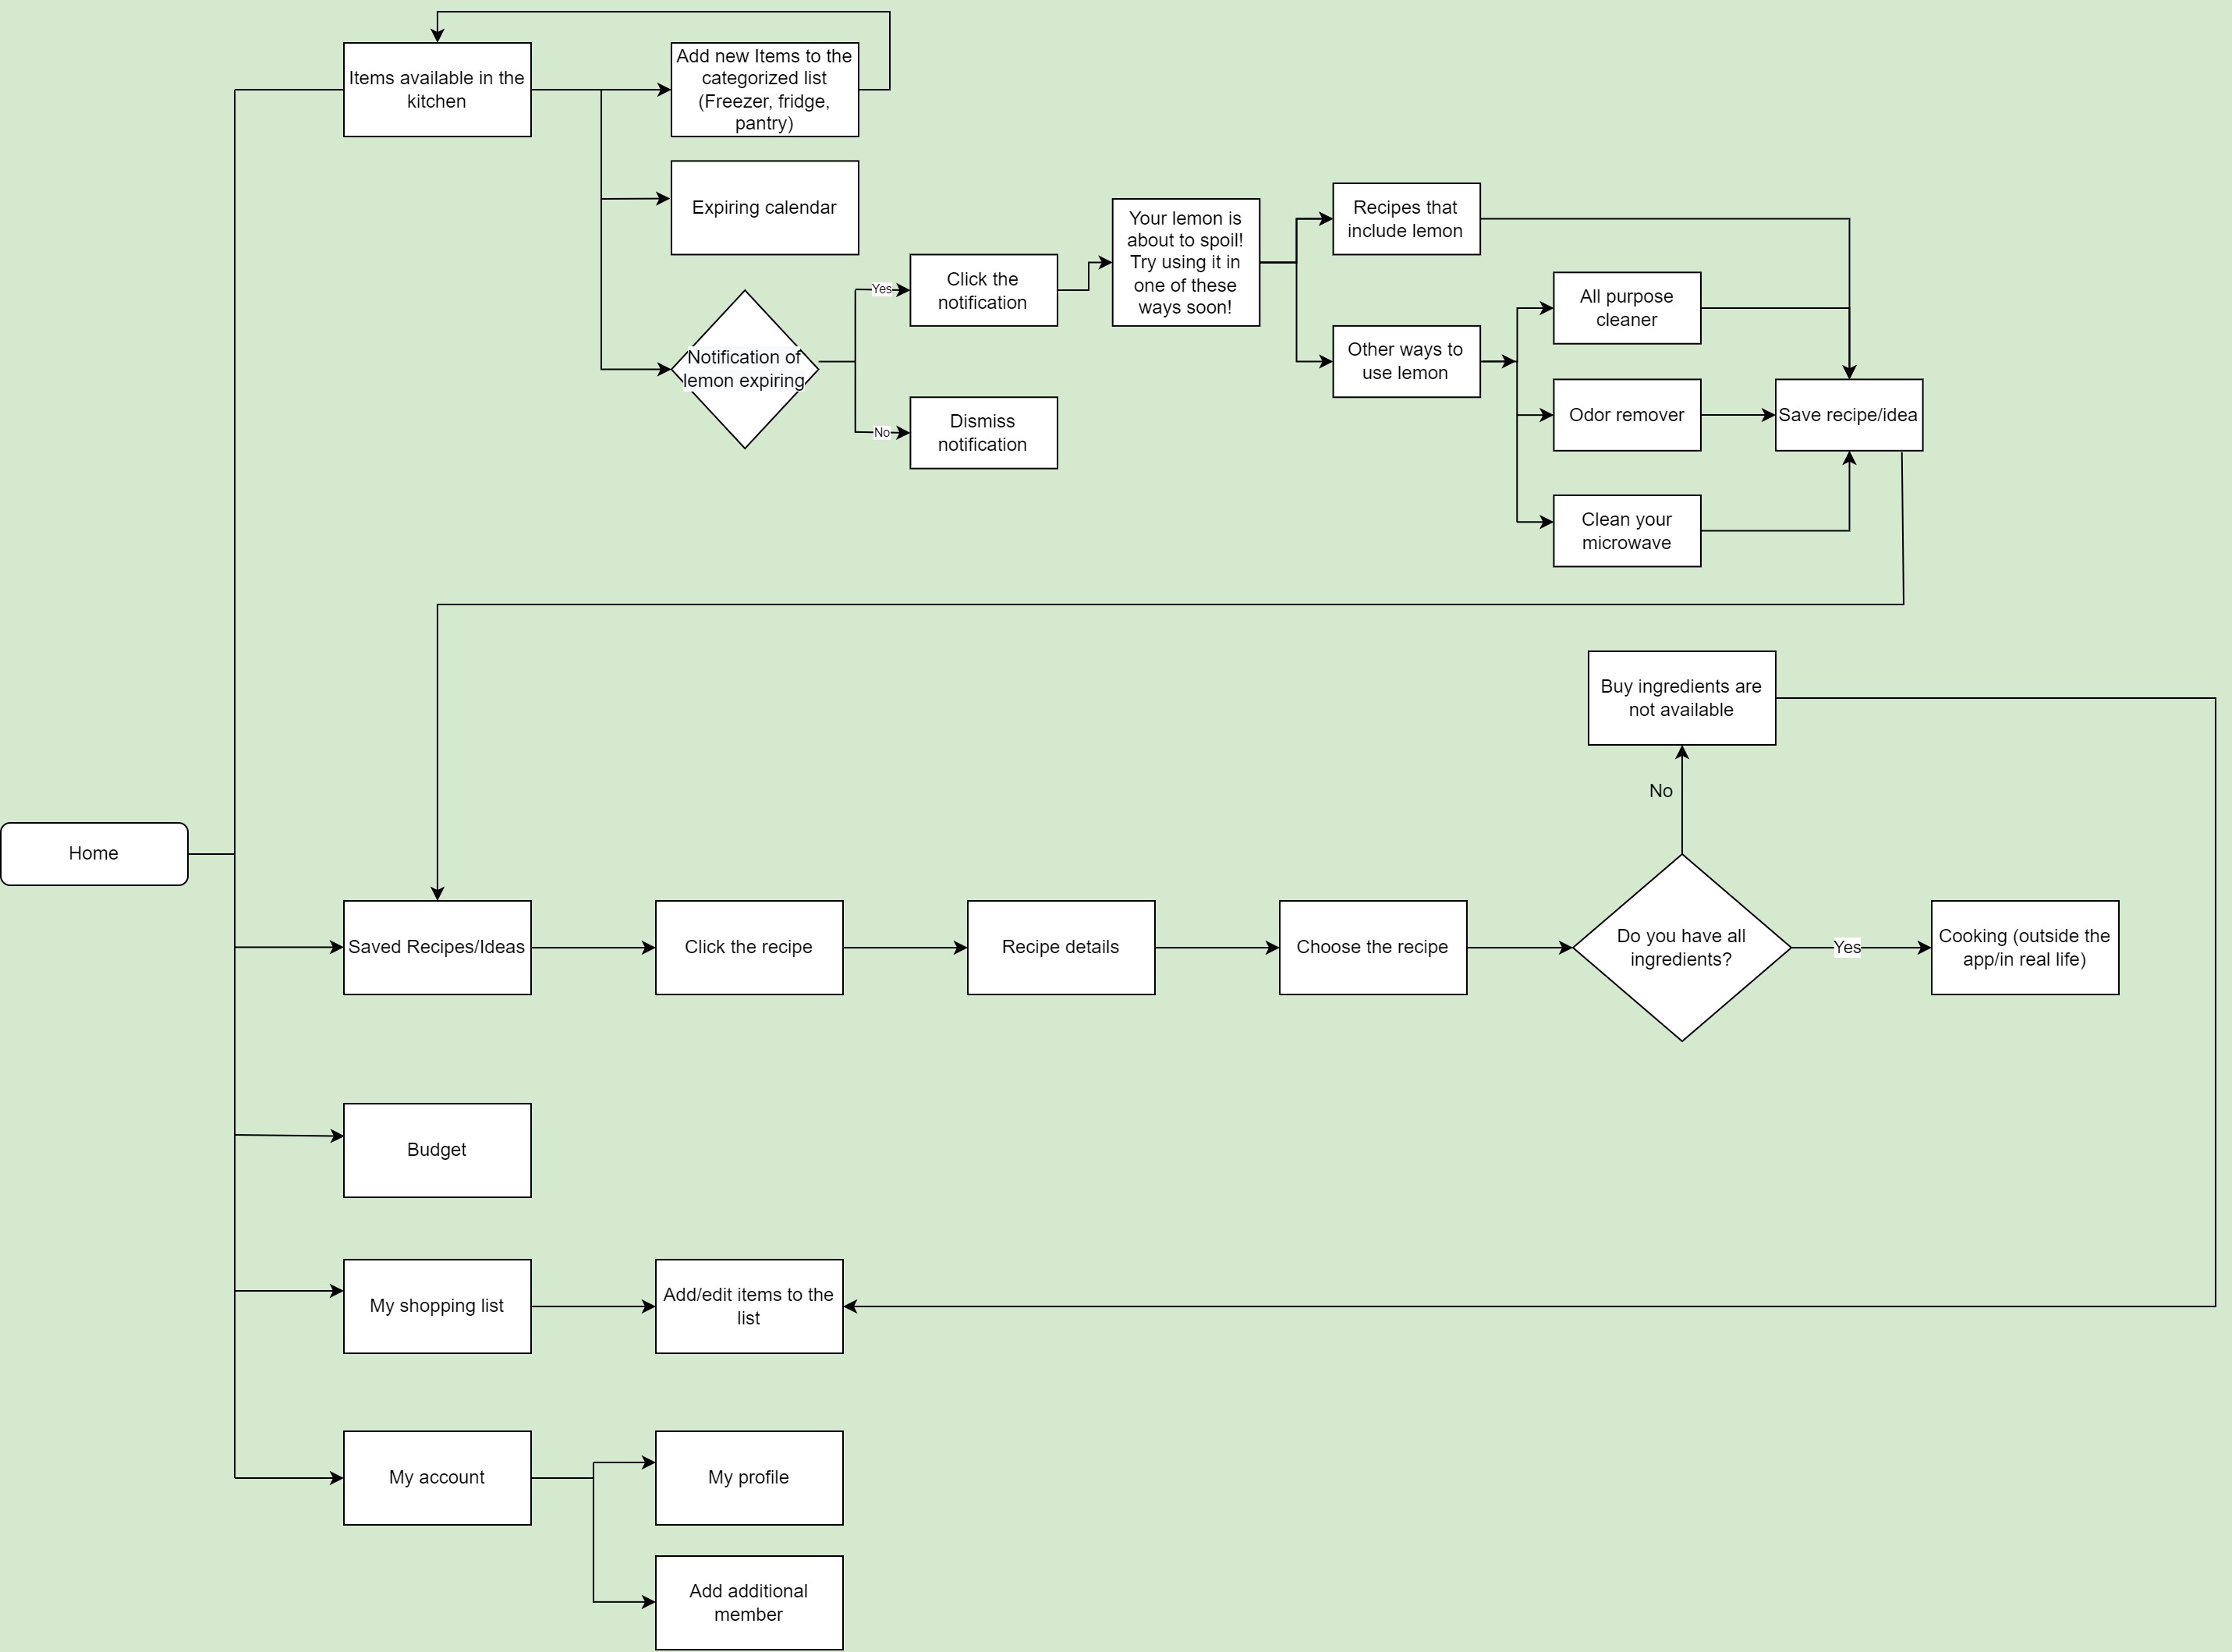 Items available in the
kitchen
Add new Items to the
categorized list
(Freezer, fridge,
pantry)
Expiring calendar
Notification of
lemon expiring
Yes
No
Click the
notification
Dismiss
notification
Your lemon is
about to spoil!
Try using it in
one of these
ways soon!
Recipes that
include lemon
Other ways to
use lemon
All purpose
cleaner
Odor remover
Clean your
microwave
Save recipe/idea
Home
Saved Recipes/Ideas
Click the recipe
Recipe details
Choose the recipe
Do you have all
ingredients?
No
Buy ingredients are
not available
Yes
Cooking (outside the
app/in real life)
Budget
My shopping list
Add/edit items to the
list
My account
My profile
Add additional
member